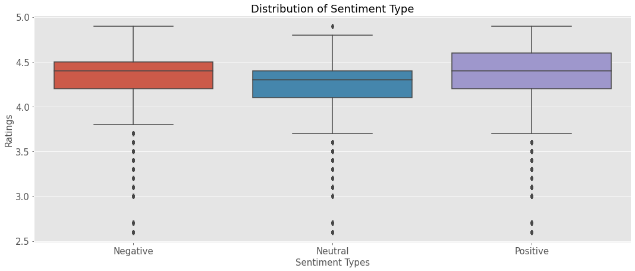 Distribution of Sentiment Type
5.0
4.5
4.0
3.5
3.0
2.5
Ratings
Negative Neutral Positive
Sentiment Types